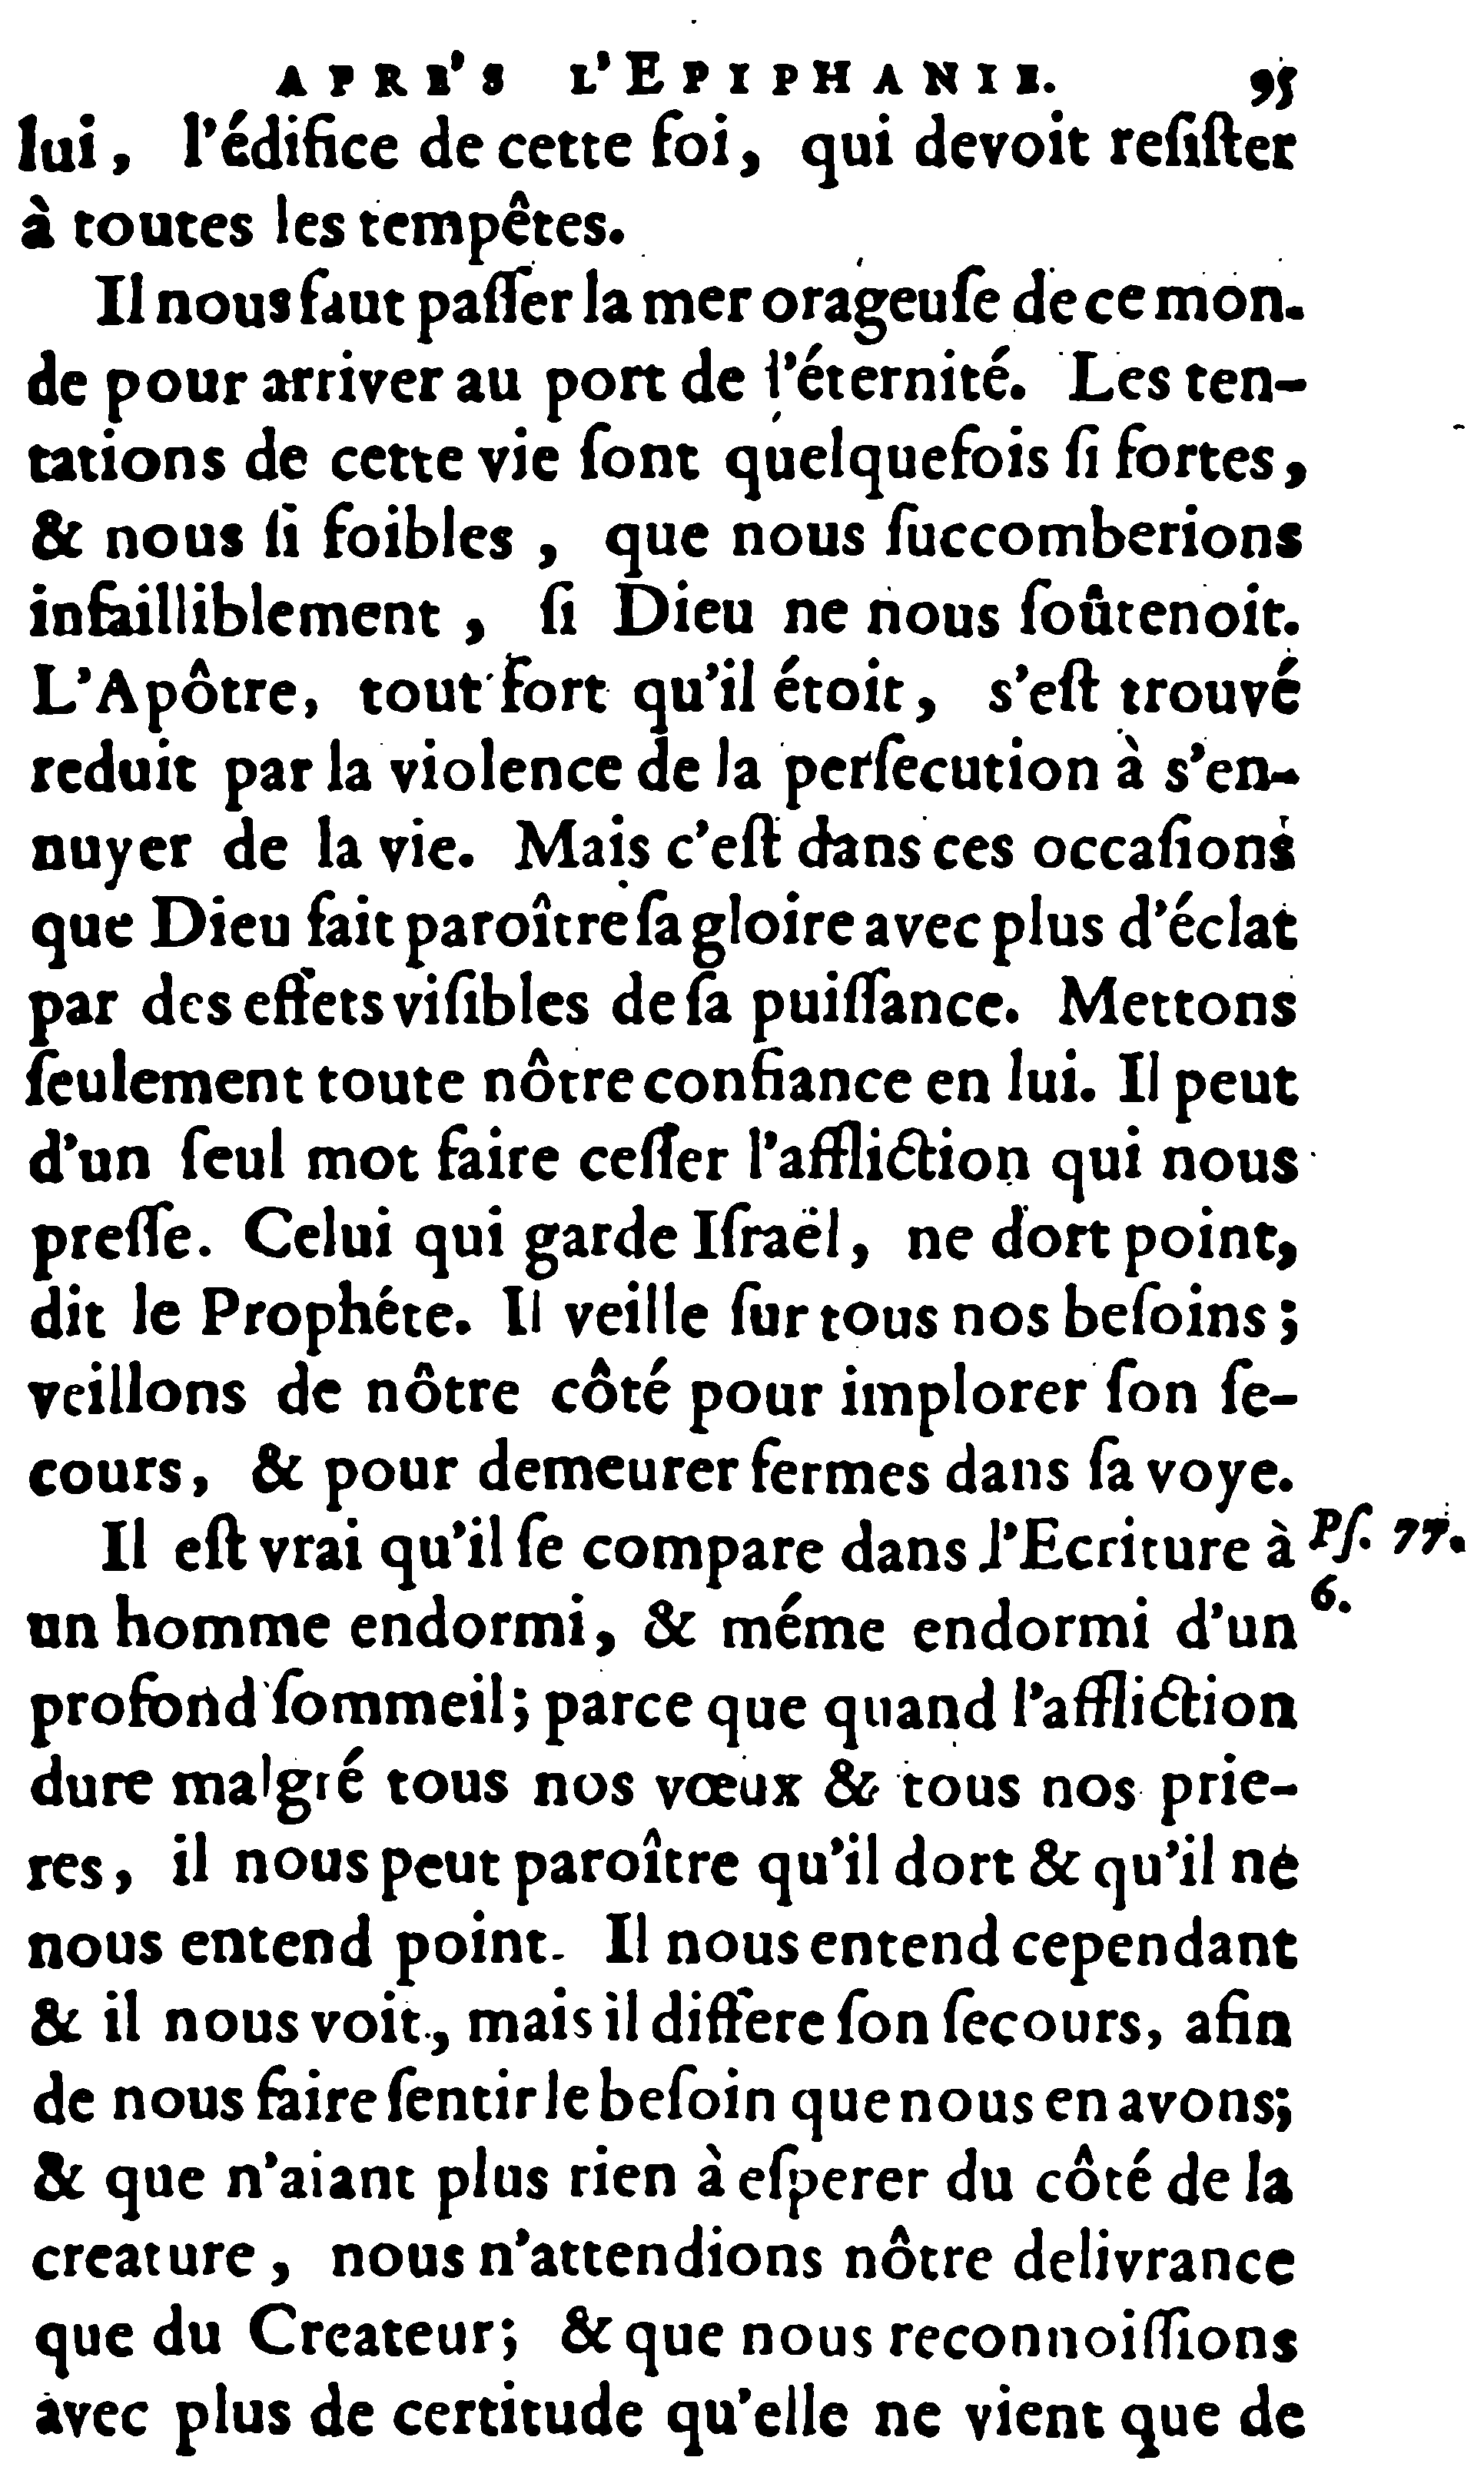 APRE'S L'EPIPHANIE. 95
lui, l'édifice de cette foi, qui devoit reſiſter
à toutes les tempêtes.
Il nous faut paſſer la mer orageuſe de ce mon-
de pour arriver au port de l'éternité. Les ten-
tations de cette vie ſont quelquefois ſi fortes,
& nous ſi foibles, que nous ſuccomberions
infailliblement, ſi Dieu ne nous ſoûtenoit.
L'Apôtre, tout fort qu'il étoit, s'eſt trouvé
reduit par la violence de la perſecution à s'en-
nuyer de la vie. Mais c'eſt dans ces occaſions
que Dieu fait paroître ſa gloire avec plus d'éclat
par des effets viſibles de ſa puiſſance. Mettons
ſeulement toute nôtre confiance en lui. Il peut
d'un ſeul mot faire ceſſer l'affliction qui nous
preſſe. Celui qui garde Iſraël, ne dort point,
dit le Prophéte. Il veille ſur tous nos beſoins;
veillons de nôtre côté pour implorer ſon ſe-
cours, & pour demeurer fermes dans ſa voye.
Il eſt vrai qu'il ſe compare dans l'Ecriture à Pſ. 77.
un homme endormi, & méme endormi d'un 6.
profond ſommeil; parce que quand l'affliction
dure malgré tous nos vœux & tous nos prie-
res, il nous peut paroître qu'il dort & qu'il ne
nous entend point. Il nous entend cependant
& il nous voit, mais il differe ſon ſecours, afin
de nous faire ſentir le beſoin que nous en avons;
& que n'aiant plus rien à eſperer du côté de la
creature, nous n'attendions nôtre delivrance
que du Createur; & que nous reconnoiſſions
avec plus de certitude qu'elle ne vient que de